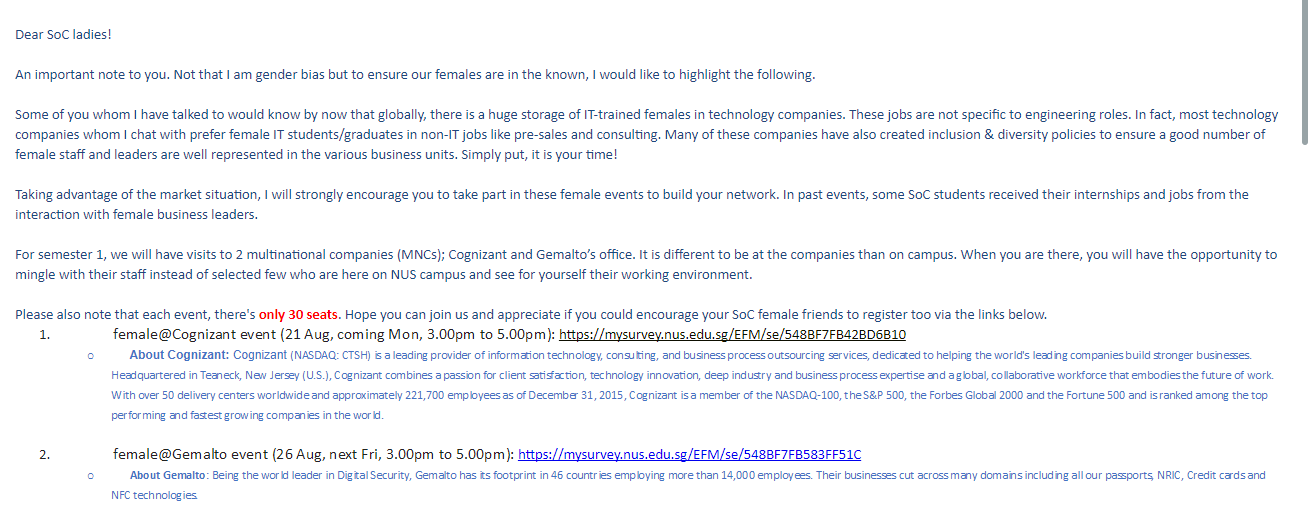 Dear SoC ladies!
An important note to you. Not that I am gender bias but to ensure our females are in the known, I would like to highlight the following.
Some of you whom I have talked to would know by now that globally, there is a huge storage of IT-trained females in technology companies. These jobs are not specific to engineering roles. In fact, most technology
companies whom I chat with prefer female IT students/graduates in non-IT jobs like pre-sales and consulting. Many of these companies have also created inclusion & diversity policies to ensure a good number of
female staff and leaders are well represented in the various business units. Simply put, it is your time!
Taking advantage of the market situation, I will strongly encourage you to take part in these female events to build your network. In past events, some SoC students received their internships and jobs from the
interaction with female business leaders.
For semester 1, we will have visits to 2 multinational companies (MNCs); Cognizant and Gemalto's office. It is different to be at the companies than on campus. When you are there, you will have the opportunity to
mingle with their staff instead of selected few who are here on NUS campus and see for yourself their working environment.
Please also note that each event, there's only 30 seats. Hope you can join us and appreciate if you could encourage your SoC female friends to register too via the links below.
1. female@Cognizant event (21 Aug, coming Mon, 3.00pm to 5.00pm): https://mysurvey.nus.edu.sg/EFM/se/548BF7FB42BD6B10
o About Cognizant: Cognizant (NASDAQ: CTSH) is a leading provider of information technology, consulting, and business process outsourcing services, dedicated to helping the world's leading companies build stronger businesses.
Headquartered in Teaneck, New Jersey (U.S.), Cognizant combines a passion for client satisfaction, technology innovation, deep industry and business process expertise and a global, collaborative workforce that embodies the future of work.
With over 50 delivery centers worldwide and approximately 221,700 employees as of December 31, 2015, Cognizant is a member of the NASDAQ-100, the S&P 500, the Forbes Global 2000 and the Fortune 500 and is ranked among the top
performing and fastest growing companies in the world.
2. female@Gemalto event (26 Aug, next Fri, 3.00pm to 5.00pm): https://mysurvey.nus.edu.sg/EFM/se/548BF7FB583FF51C
o About Gemalto: Being the world leader in Digital Security, Gemalto has its footprint in 46 countries employing more than 14,000 employees. Their businesses cut across many domains including all our passports, NRIC, Credit cards and
NFC technologies.